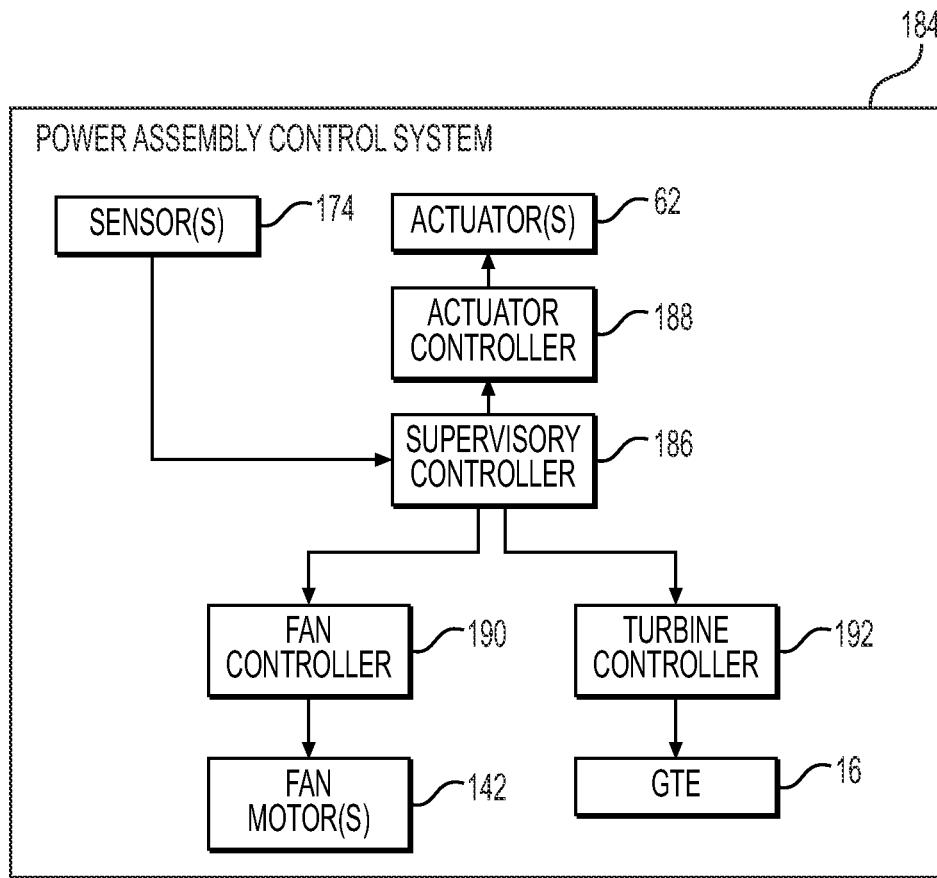 184
POWER ASSEMBLY CONTROL SYSTEM
SENSOR(S)
174
ACTUATOR(S)
62
ACTUATOR
CONTROLLER
188
SUPERVISORY
CONTROLLER
186
FAN
CONTROLLER
190
TURBINE
CONTROLLER
192
FAN
MOTOR(S)
142
GTE
16